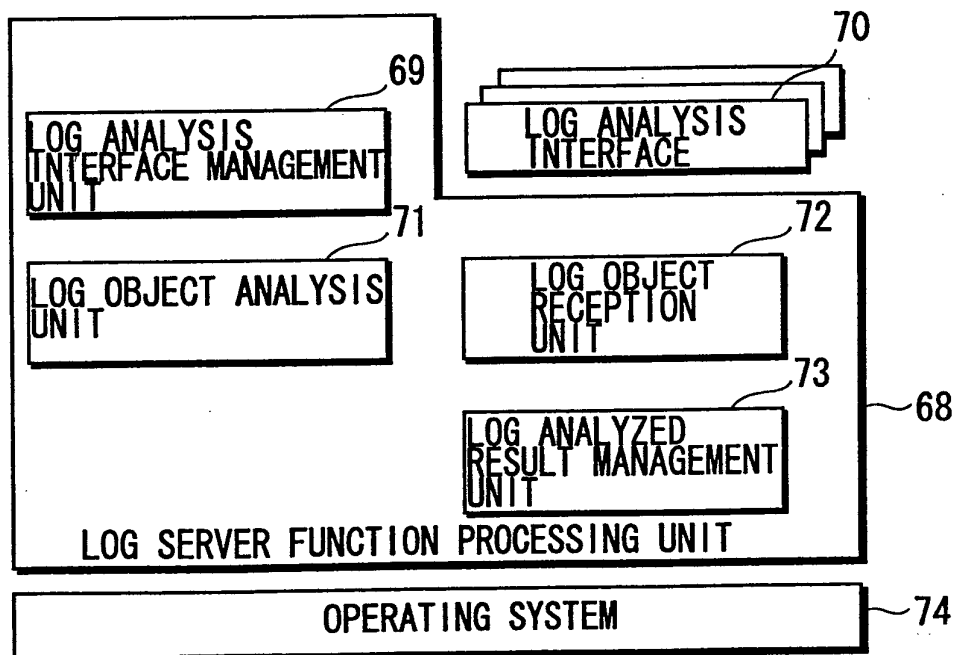 70
69
LOG ANALYSIS
INTERFACE MANAGEMENT
UNIT
LOG ANALYSIS
INTERFACE
71
LOG OBJECT ANALYSIS
UNIT
72
LOG OBJECT
RECEPTION
UNIT
73
LOG ANALYZED
RESULT MANAGEMENT
UNIT
68
LOG SERVER FUNCTION PROCESSING UNIT
OPERATING SYSTEM
74